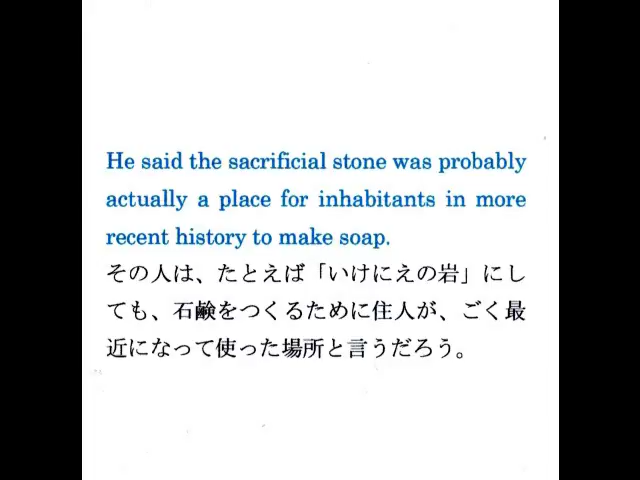 He said the sacrificial stone was probably
actually a place for inhabitants in more
recent history to make soap.
その人は、たとえば「いけにえの岩」にし
ても、石鹸をつくるために住人が、ごく最
近になって使った場所と言うだろう。